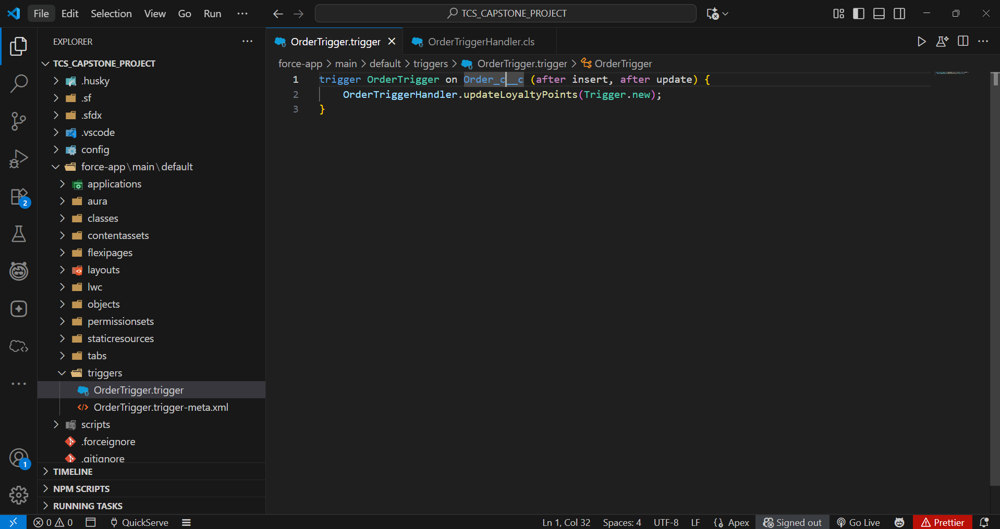 File Edit Selection View Go Run TCS_CAPSTONE_PROJECT
EXPLORER
TCS_CAPSTONE_PROJECT
.husky
.sf
.sfdx
.vscode
config
force-app\main\default
applications
aura
classes
contentassets
flexipages
layouts
lwc
objects
permissionsets
staticresources
tabs
triggers
OrderTrigger.trigger
OrderTrigger.trigger-meta.xml
scripts
.forceignore
.gitignore
TIMELINE
NPM SCRIPTS
RUNNING TASKS
2
1
OrderTrigger.trigger OrderTriggerHandler.cls
force-app > main > default > triggers > OrderTrigger.trigger > OrderTrigger
1 trigger OrderTrigger on Order_c__c (after insert, after update) {
2 OrderTriggerHandler.updateLoyaltyPoints(Trigger.new);
3 }
0 0 QuickServe Ln 1, Col 32 Spaces: 4 UTF-8 LF {} Apex Signed out Go Live Prettier